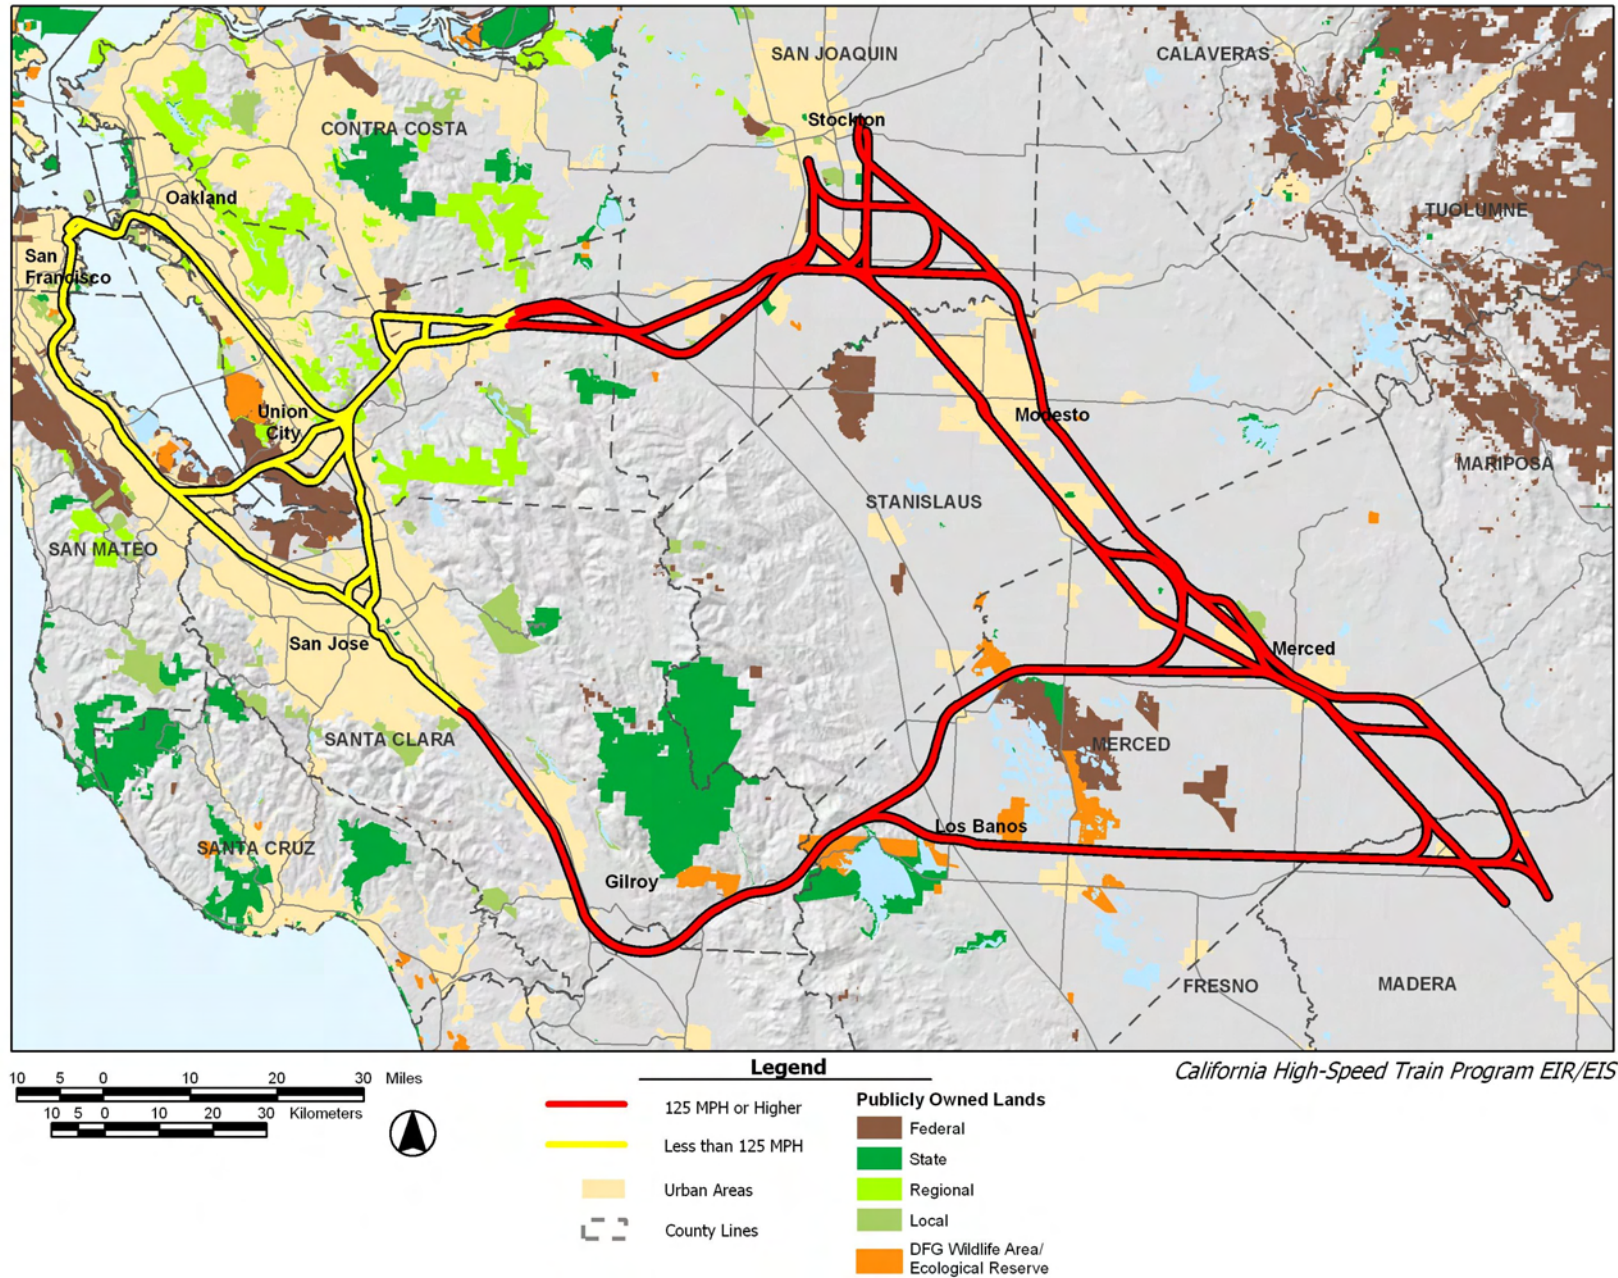 SAN JOAQUIN
CALAVERAS
Stockton
CONTRA COSTA
Oakland
TUOLUMNE
San
Francisco
Union
City
Modesto
MARIPOSA
STANISLAUS
SAN MATEO
San Jose
Merced
SANTA CLARA
MERCED
Los Banos
SANTA CRUZ
Gilroy
FRESNO
MADERA
10 5 0 10 20 30 Miles
10 5 0 10 20 30 Kilometers
Legend
125 MPH or Higher
Less than 125 MPH
Urban Areas
County Lines
Publicly Owned Lands
Federal
State
Regional
Local
DFG Wildlife Area/
Ecological Reserve
California High-Speed Train Program EIR/EIS